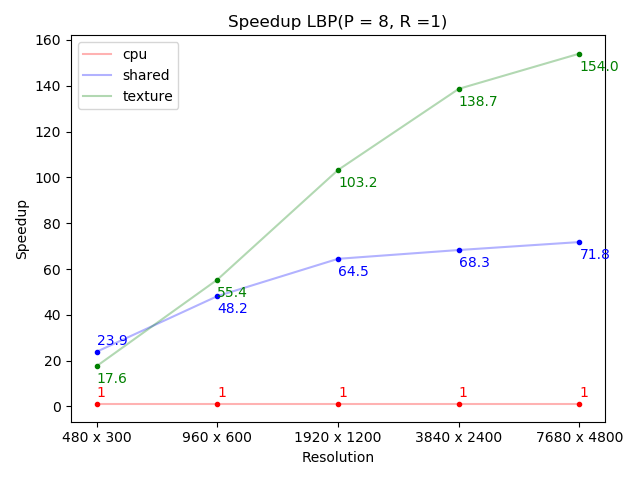 Speedup LBP(P = 8, R =1)
cpu
shared
texture
Speedup
160
140
120
100
80
60
40
20
0
154.0
138.7
103.2
71.8
68.3
64.5
55.4
48.2
23.9
17.6
1 1 1 1 1
480 x 300 960 x 600 1920 x 1200 3840 x 2400 7680 x 4800
Resolution